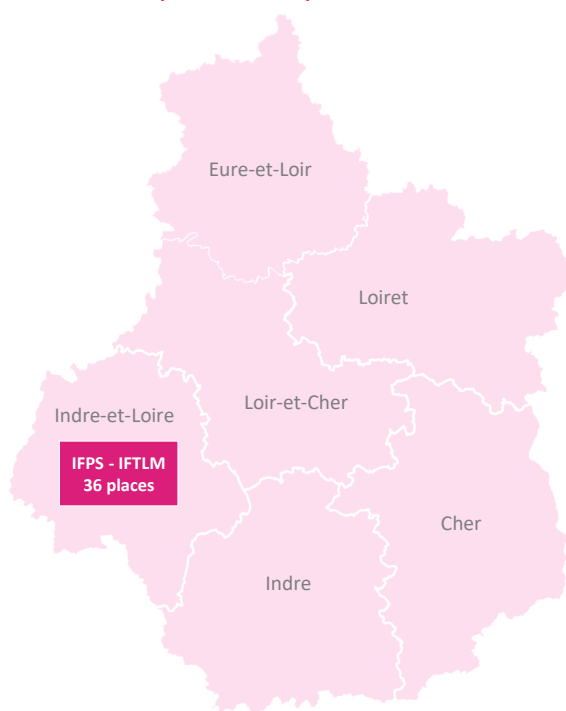 Eure-et-Loir
Loiret
Loir-et-Cher
Indre-et-Loire
IFPS - IFTLM
36 places
Cher
Indre